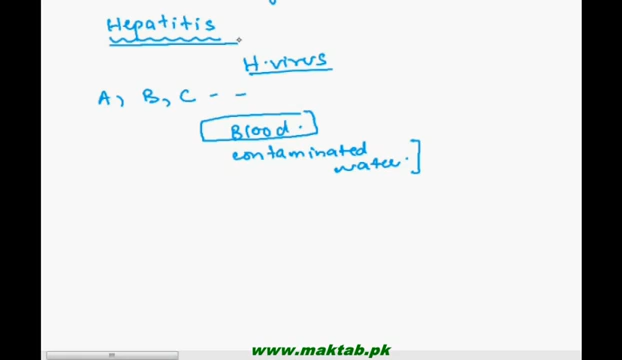 Hepatitis
H.virus
A, B, C - -
Blood.
contaminated
water.
www.maktab.pk